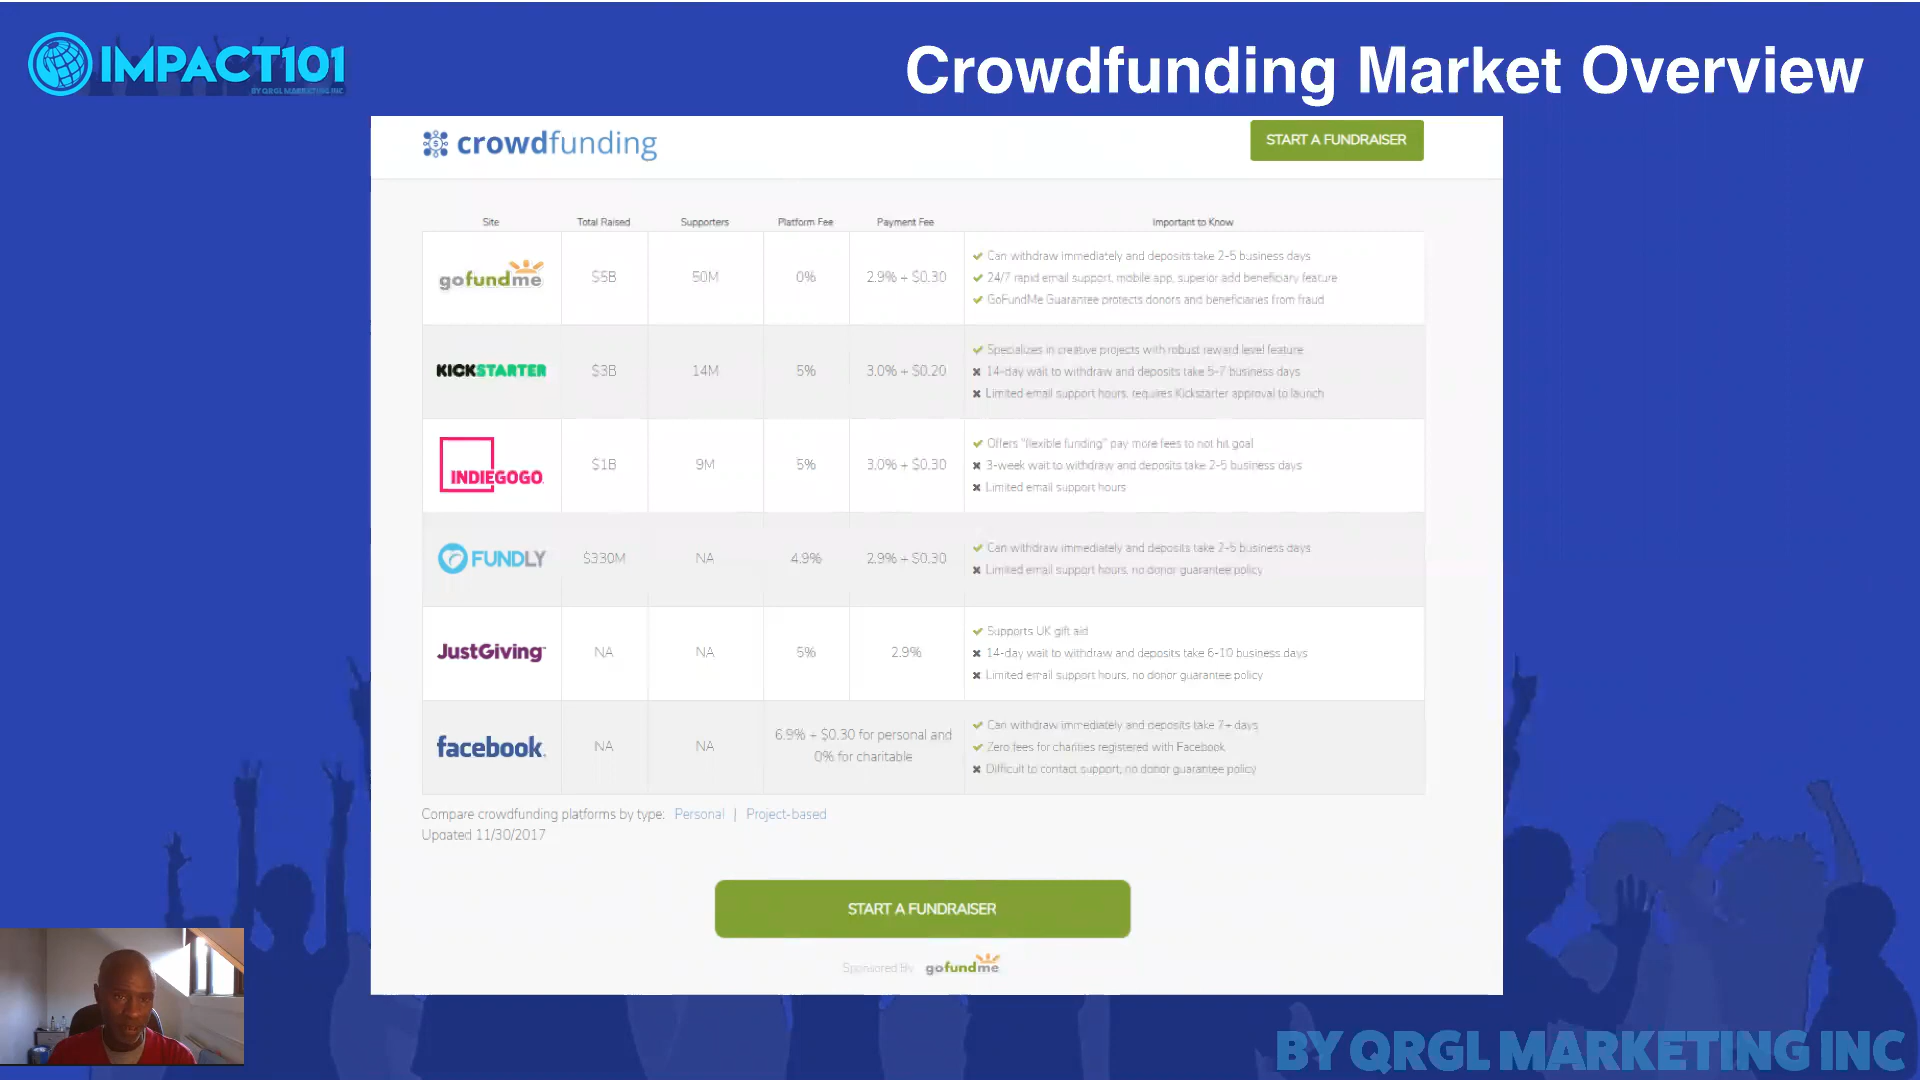 IMPACT101
BY QRGL MARKETING INC
Crowdfunding Market Overview
crowdfunding
START A FUNDRAISER
Site Total Raised Supporters Platform Fee Payment Fee Important to Know
gofundme $5B 50M 0% 2.9% + $0.30
Can withdraw immediately and deposits take 2-5 business days
24/7 rapid email support, mobile app, superior add beneficiary feature
GoFundMe Guarantee protects donors and beneficiaries from fraud
KICKSTARTER $3B 14M 5% 3.0% + $0.20
Specializes in creative projects with robust reward level feature
14-day wait to withdraw and deposits take 5-7 business days
Limited email support hours, requires Kickstarter approval to launch
INDIEGOGO $1B 9M 5% 3.0% + $0.30
Offers "flexible funding" pay more fees to not hit goal
3-week wait to withdraw and deposits take 2-5 business days
Limited email support hours
FUNDLY $330M NA 4.9% 2.9% + $0.30
Can withdraw immediately and deposits take 2-5 business days
Limited email support hours, no donor guarantee policy
JustGiving NA NA 5% 2.9%
Supports UK gift aid
14-day wait to withdraw and deposits take 6-10 business days
Limited email support hours, no donor guarantee policy
facebook NA NA 6.9% + $0.30 for personal and
0% for charitable
Can withdraw immediately and deposits take 7+ days
Zero fees for charities registered with Facebook
Difficult to contact support, no donor guarantee policy
Compare crowdfunding platforms by type: Personal | Project-based
Updated 11/30/2017
START A FUNDRAISER
Sponsored By gofundme
BY QRGL MARKETING INC